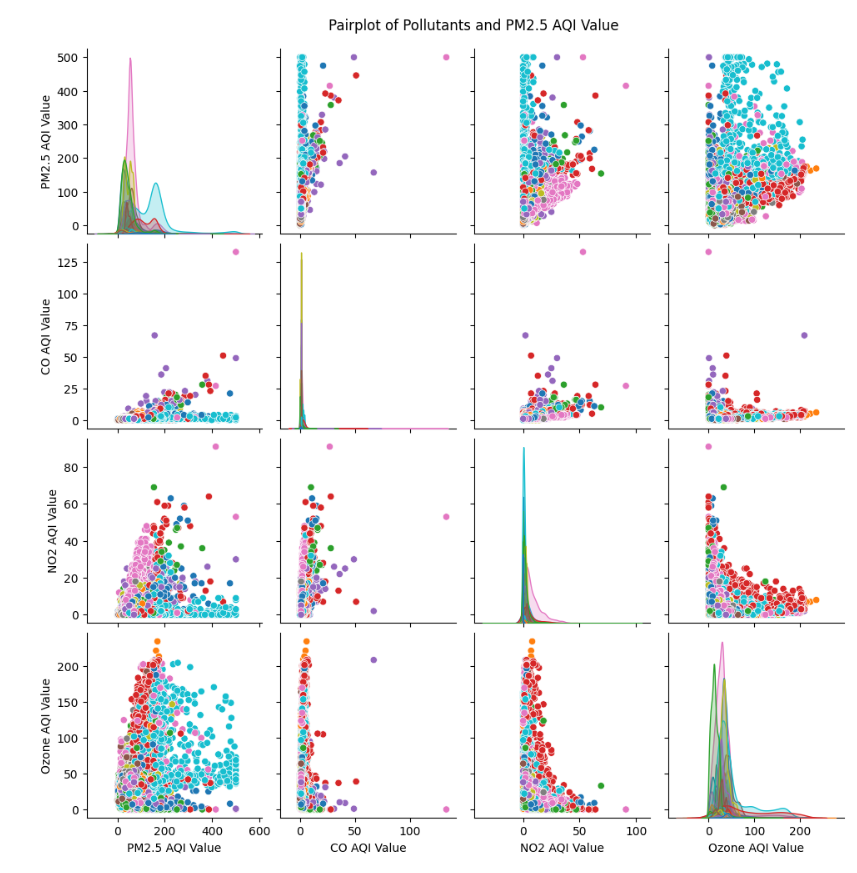 Pairplot of Pollutants and PM2.5 AQI Value
500
400
300
200
100
0
PM2.5 AQI Value
125
100
75
50
25
0
CO AQI Value
80
60
40
20
0
NO2 AQI Value
200
150
100
50
0
Ozone AQI Value
0 200 400 600
0 50 100
0 50 100
0 100 200
PM2.5 AQI Value
CO AQI Value
NO2 AQI Value
Ozone AQI Value